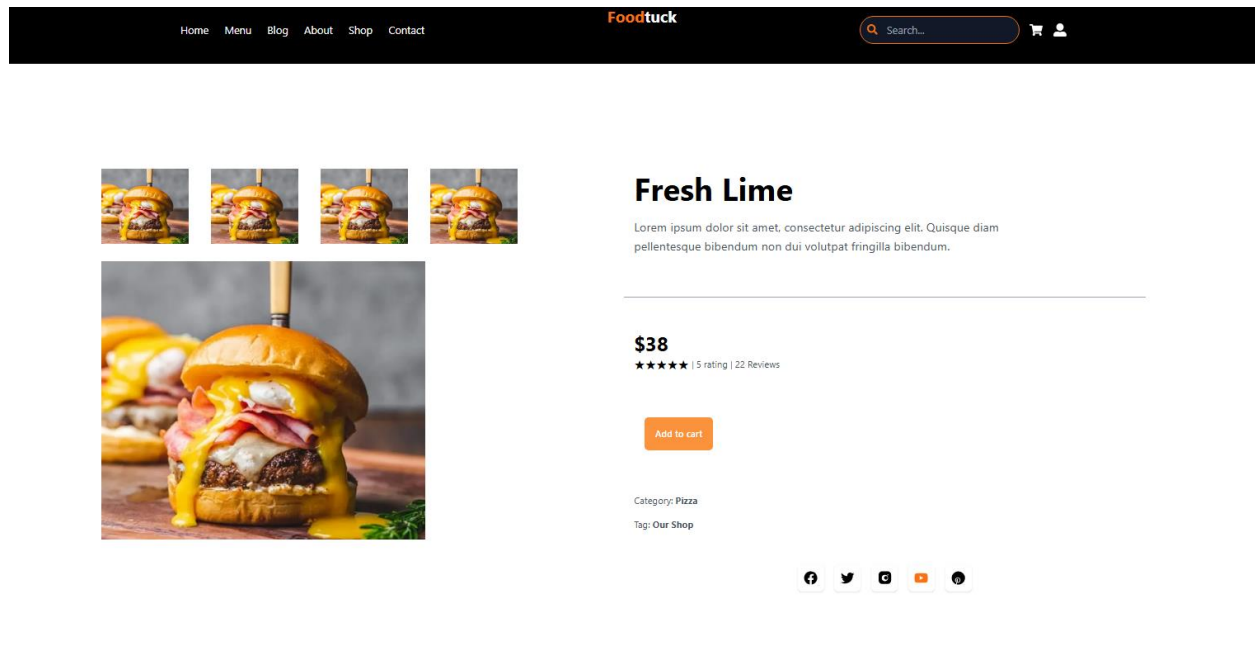 Home Menu Blog About Shop Contact
Foodtuck
Search...
Fresh Lime
Lorem ipsum dolor sit amet, consectetur adipiscing elit. Quisque diam
pellentesque bibendum non dui volutpat fringilla bibendum.
$38
★★★★★ | 5 rating | 22 Reviews
Add to cart
Category: Pizza
Tag: Our Shop